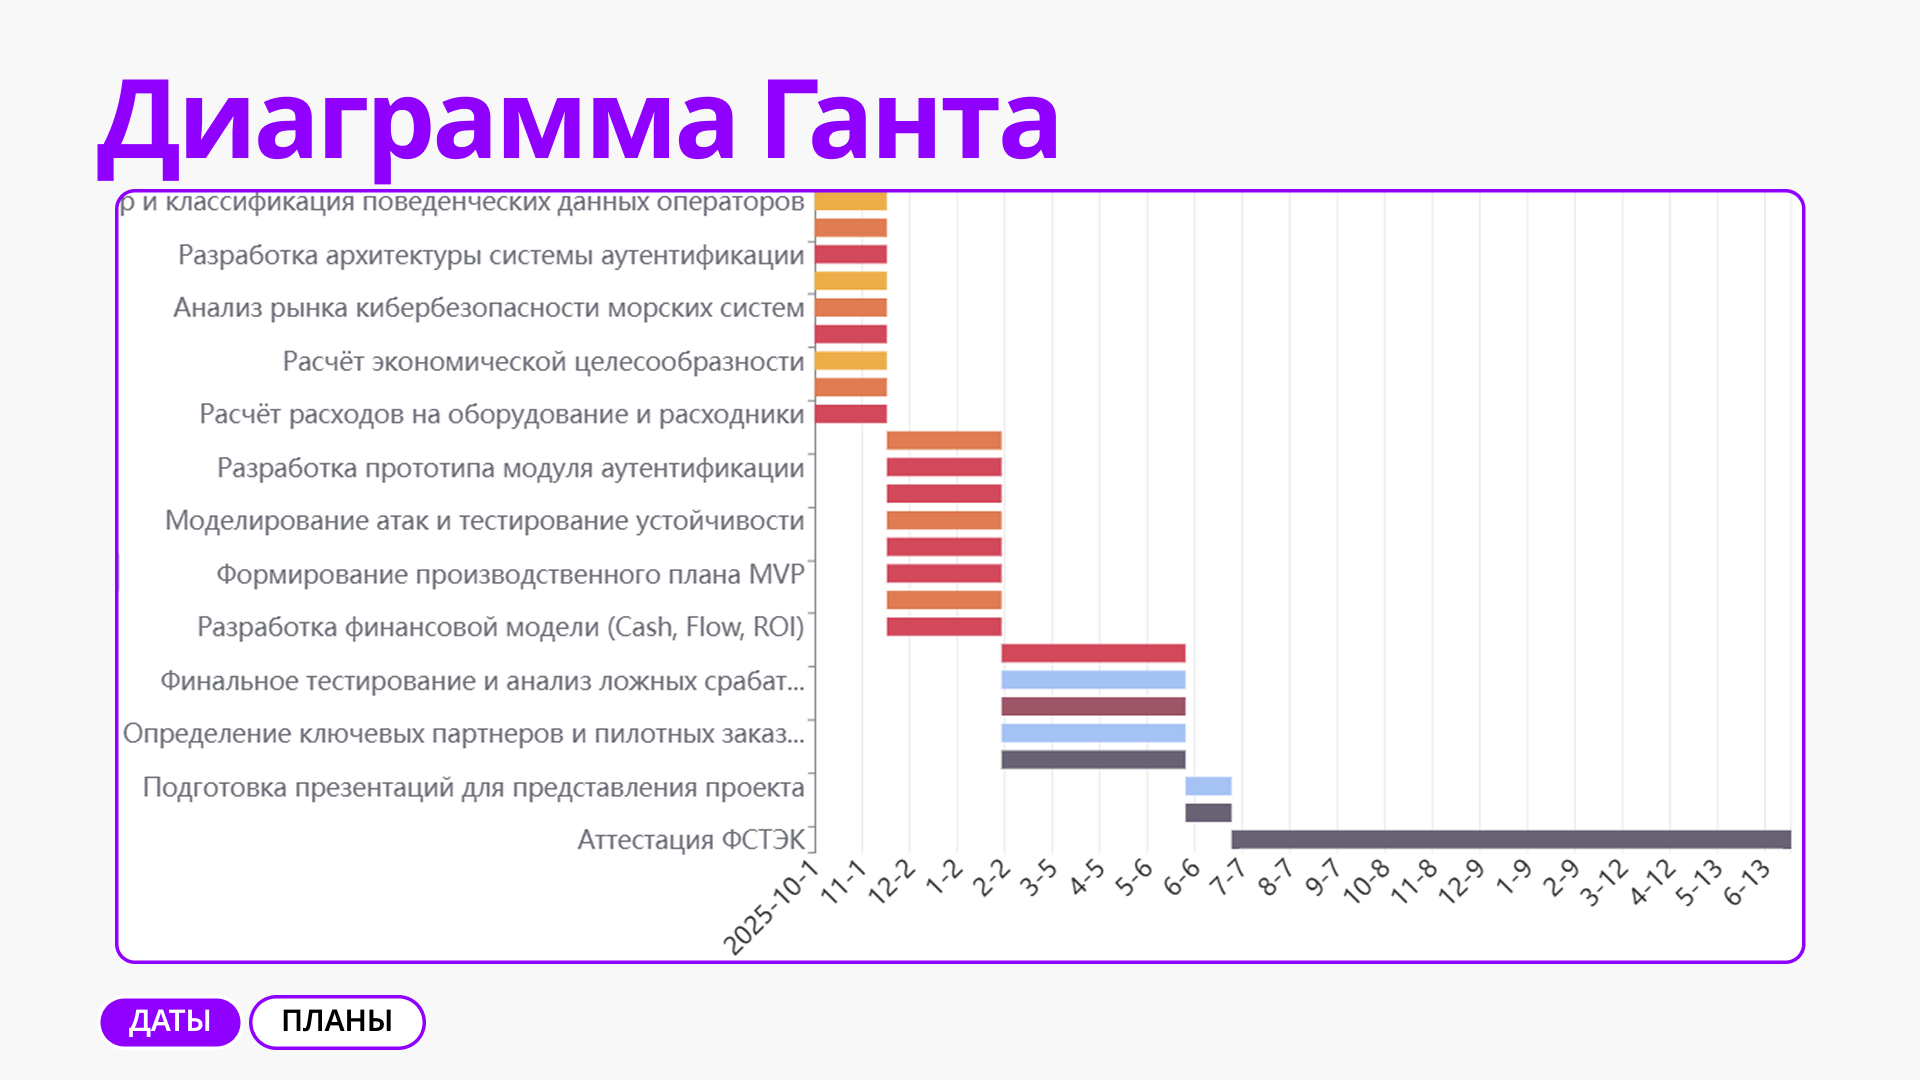 Диаграмма Ганта
р и классификация поведенческих данных операторов
Разработка архитектуры системы аутентификации
Анализ рынка кибербезопасности морских систем
Расчёт экономической целесообразности
Расчёт расходов на оборудование и расходники
Разработка прототипа модуля аутентификации
Моделирование атак и тестирование устойчивости
Формирование производственного плана MVP
Разработка финансовой модели (Cash, Flow, ROI)
Финальное тестирование и анализ ложных срабат...
Определение ключевых партнеров и пилотных заказ...
Подготовка презентаций для представления проекта
Аттестация ФСТЭК
2025-10-1
11-1
12-2
1-2
2-2
3-5
4-5
5-6
6-6
7-7
8-7
9-7
10-8
11-8
12-9
1-9
2-9
3-12
4-12
5-13
6-13
ДАТЫ
ПЛАНЫ